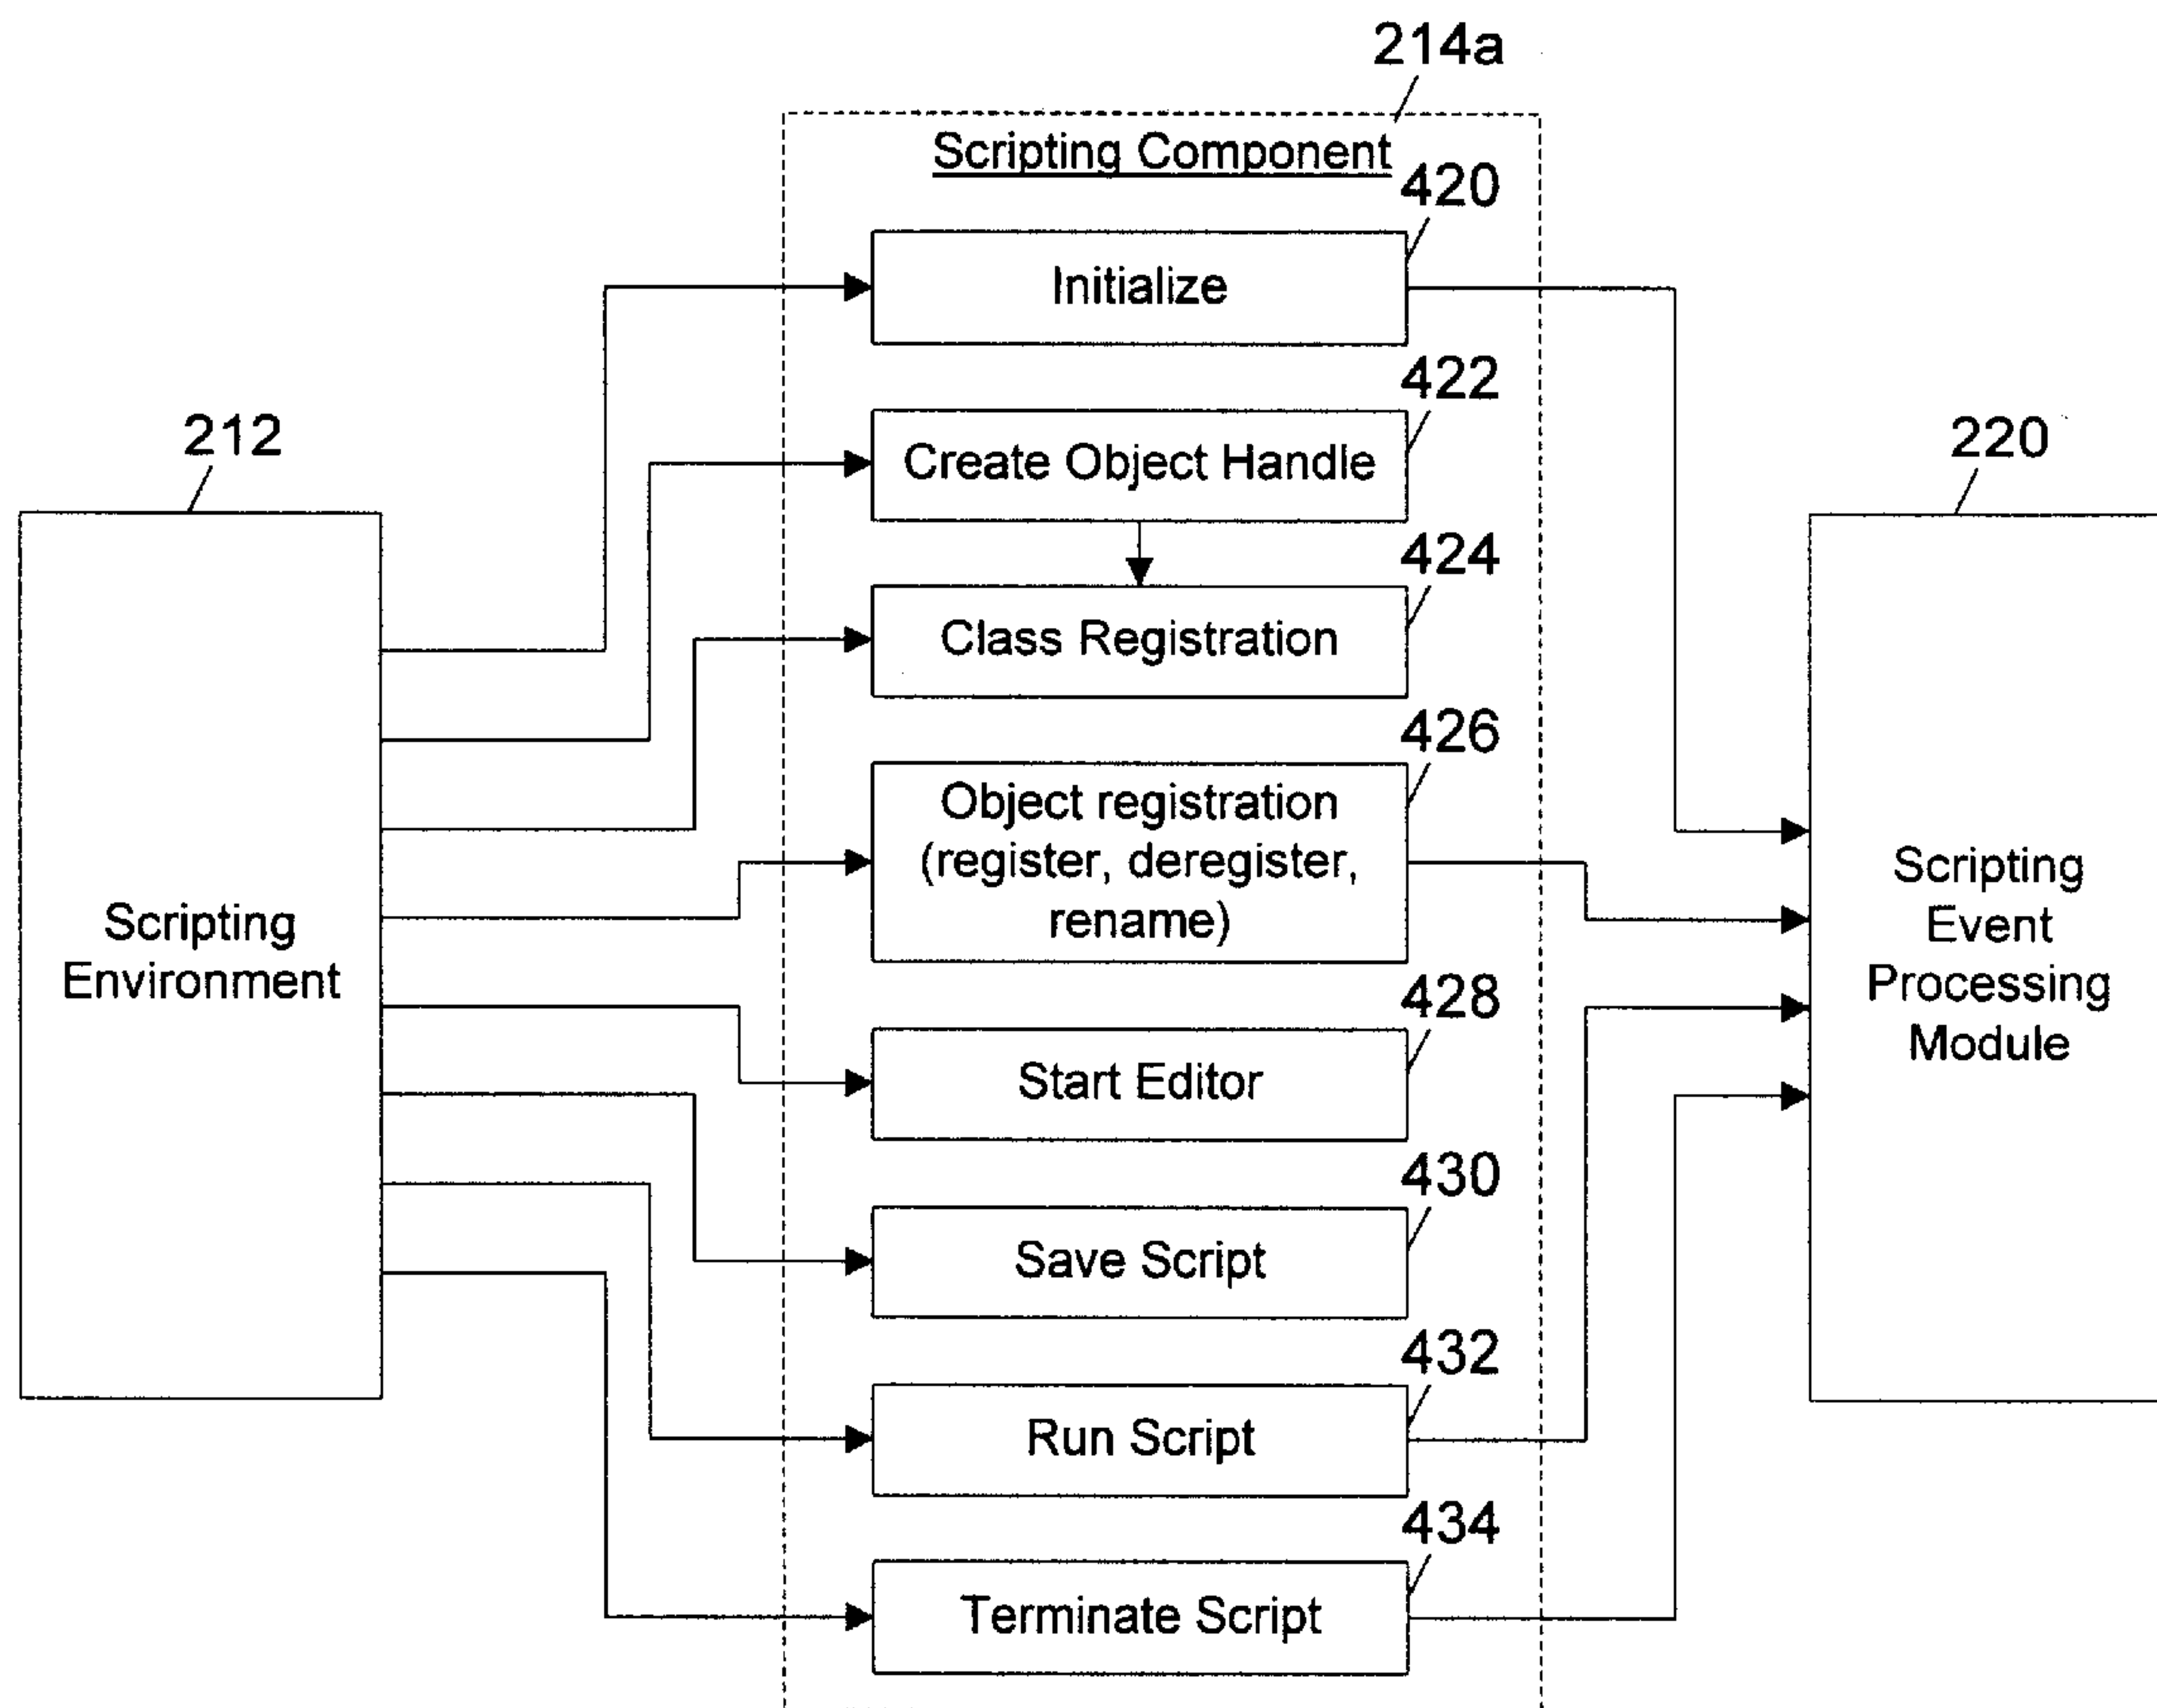 214a
Scripting Component
420
Initialize
422
Create Object Handle
424
Class Registration
426
Object registration
(register, deregister,
rename)
428
Start Editor
430
Save Script
432
Run Script
434
Terminate Script
212
Scripting
Environment
220
Scripting
Event
Processing
Module